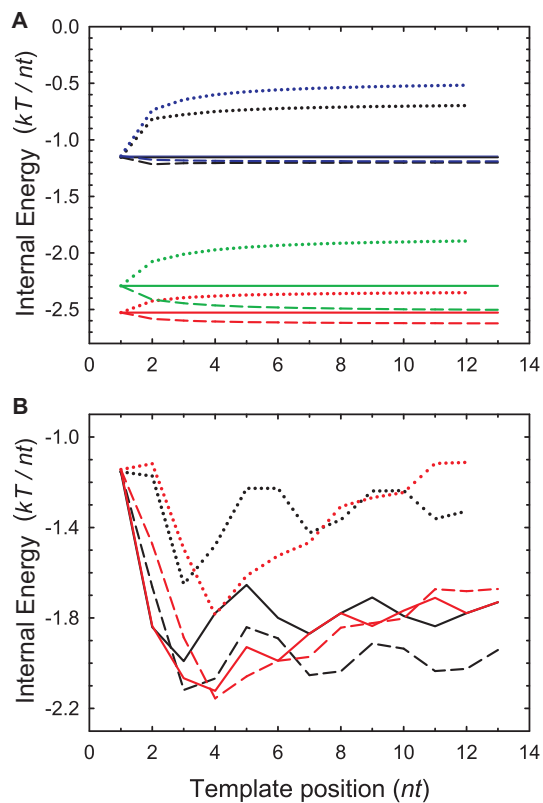 A
0.0
-0.5
-1.0
-1.5
-2.0
-2.5
Internal Energy (kT / nt)
0 2 4 6 8 10 12 14
B
-1.0
-1.4
-1.8
-2.2
Internal Energy (kT / nt)
0 2 4 6 8 10 12 14
Template position (nt)